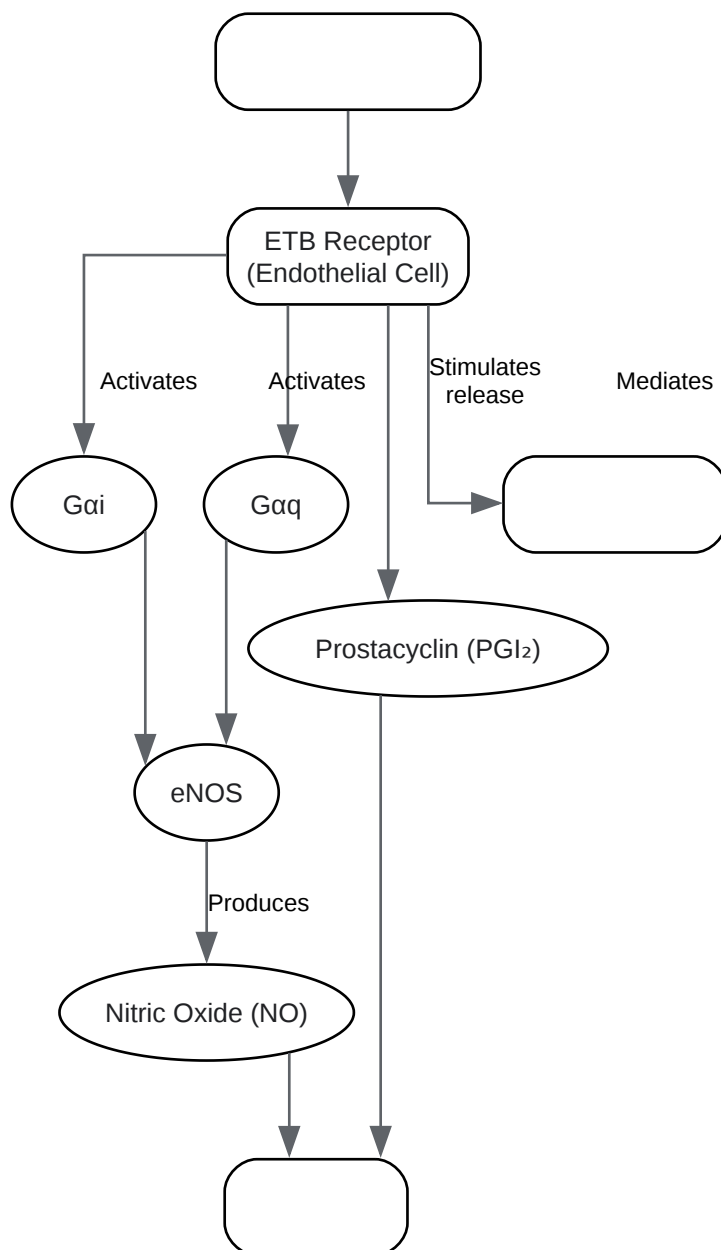 ETB Receptor
(Endothelial Cell)
Activates
Activates
Stimulates
release
Mediates
Gαi
Gαq
Prostacyclin (PGI₂)
eNOS
Produces
Nitric Oxide (NO)